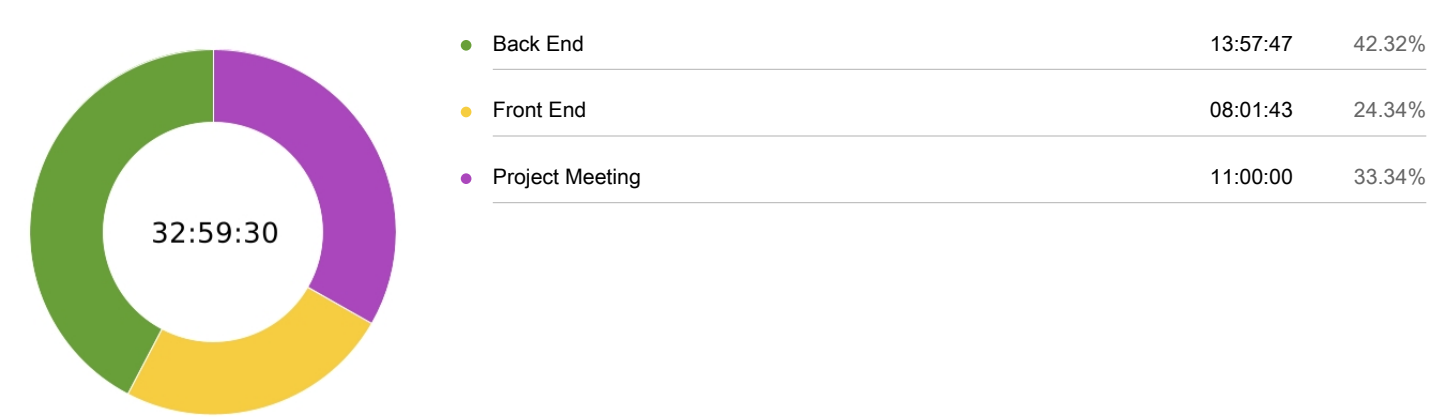 Back End 13:57:47 42.32%
Front End 08:01:43 24.34%
Project Meeting 11:00:00 33.34%
32:59:30